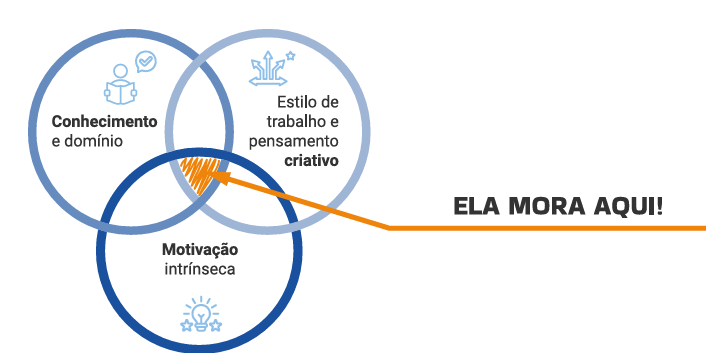 Conhecimento
e domínio
Estilo de
trabalho e
pensamento
criativo
ELA MORA AQUI!
Motivação
intrínseca